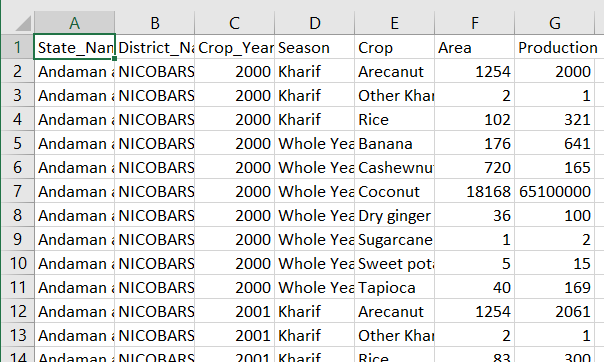 A B C D E F G
1 State_Nam District_Na Crop_Year Season Crop Area Production
2 Andaman a NICOBARS 2000 Kharif Arecanut 1254 2000
3 Andaman a NICOBARS 2000 Kharif Other Khar 2 1
4 Andaman a NICOBARS 2000 Kharif Rice 102 321
5 Andaman a NICOBARS 2000 Whole Yea Banana 176 641
6 Andaman a NICOBARS 2000 Whole Yea Cashewnu 720 165
7 Andaman a NICOBARS 2000 Whole Yea Coconut 18168 65100000
8 Andaman a NICOBARS 2000 Whole Yea Dry ginger 36 100
9 Andaman a NICOBARS 2000 Whole Yea Sugarcane 1 2
10 Andaman a NICOBARS 2000 Whole Yea Sweet pota 5 15
11 Andaman a NICOBARS 2000 Whole Yea Tapioca 40 169
12 Andaman a NICOBARS 2001 Kharif Arecanut 1254 2061
13 Andaman a NICOBARS 2001 Kharif Other Khar 2 1
14 Andaman a NICOBARS 2001 Kharif Rice 83 300